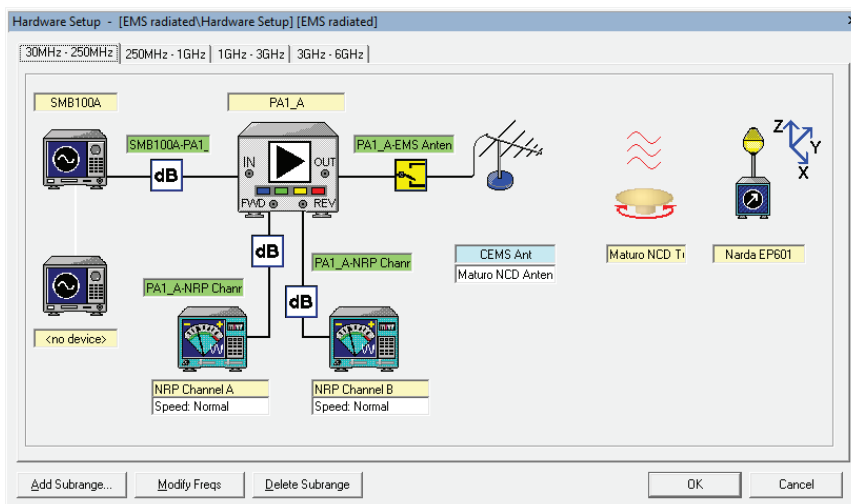 Hardware Setup - [EMS radiated\Hardware Setup] [EMS radiated]
30MHz - 250MHz
250MHz - 1GHz
1GHz - 3GHz
3GHz - 6GHz
SMB100A
PA1_A
SMB100A-PA1_
PA1_A-EMS Anten
dB
IN
OUT
FWD
REV
Z
Y
X
dB
CEMS Ant
Maturo NCD Anten
Maturo NCD T
Narda EP601
PA1_A-NRP Chanr
PA1_A-NRP Chanr
dB
<no device>
NRP Channel A
Speed: Normal
NRP Channel B
Speed: Normal
Add Subrange...
Modify Freqs
Delete Subrange
OK
Cancel